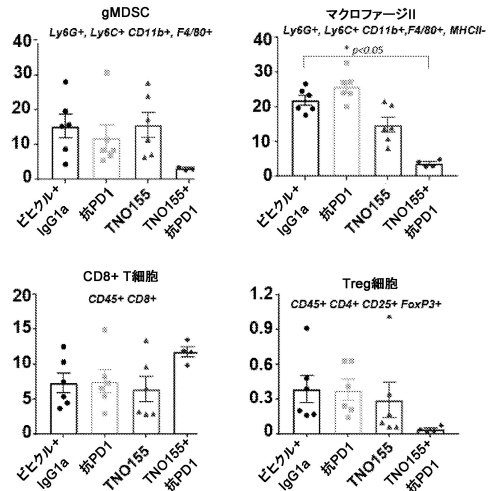 gMDSC
Ly6G+, Ly6C+ CD11b+, F4/80+
40
30
20
10
0
ビヒクル+
IgG1a
抗PD1
TNO155
TNO155+
抗PD1
マクロファージII
Ly6G+, Ly6C+ CD11b+,F4/80+, MHCII-
* p<0.05
40
30
20
10
0
ビヒクル+
IgG1a
抗PD1
TNO155
TNO155+
抗PD1
CD8+ T細胞
CD45+ CD8+
20
15
10
5
0
ビヒクル+
IgG1a
抗PD1
TNO155
TNO155+
抗PD1
Treg細胞
CD45+ CD4+ CD25+ FoxP3+
1.2
0.9
0.6
0.3
0
ビヒクル+
IgG1a
抗PD1
TNO155
TNO155+
抗PD1